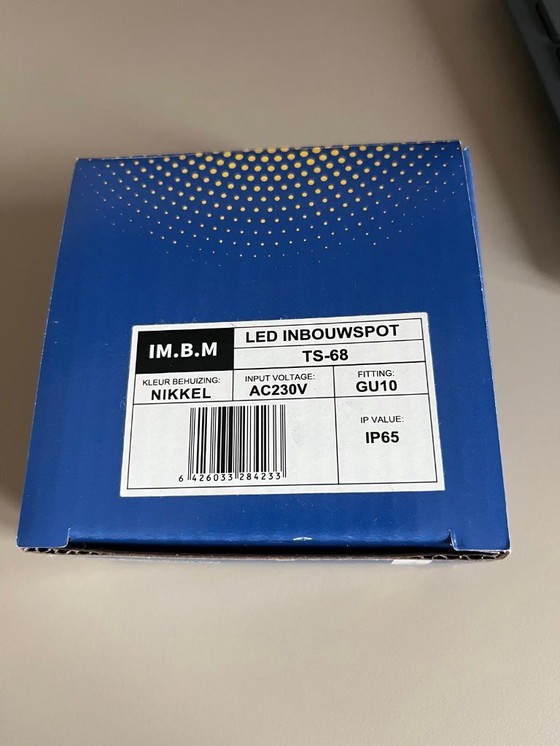 IM.B.M
LED INBOUWSPOT
TS-68
KLEUR BEHUIZING:
NIKKEL
INPUT VOLTAGE:
AC230V
FITTING:
GU10
IP VALUE:
IP65
6 426033 284233